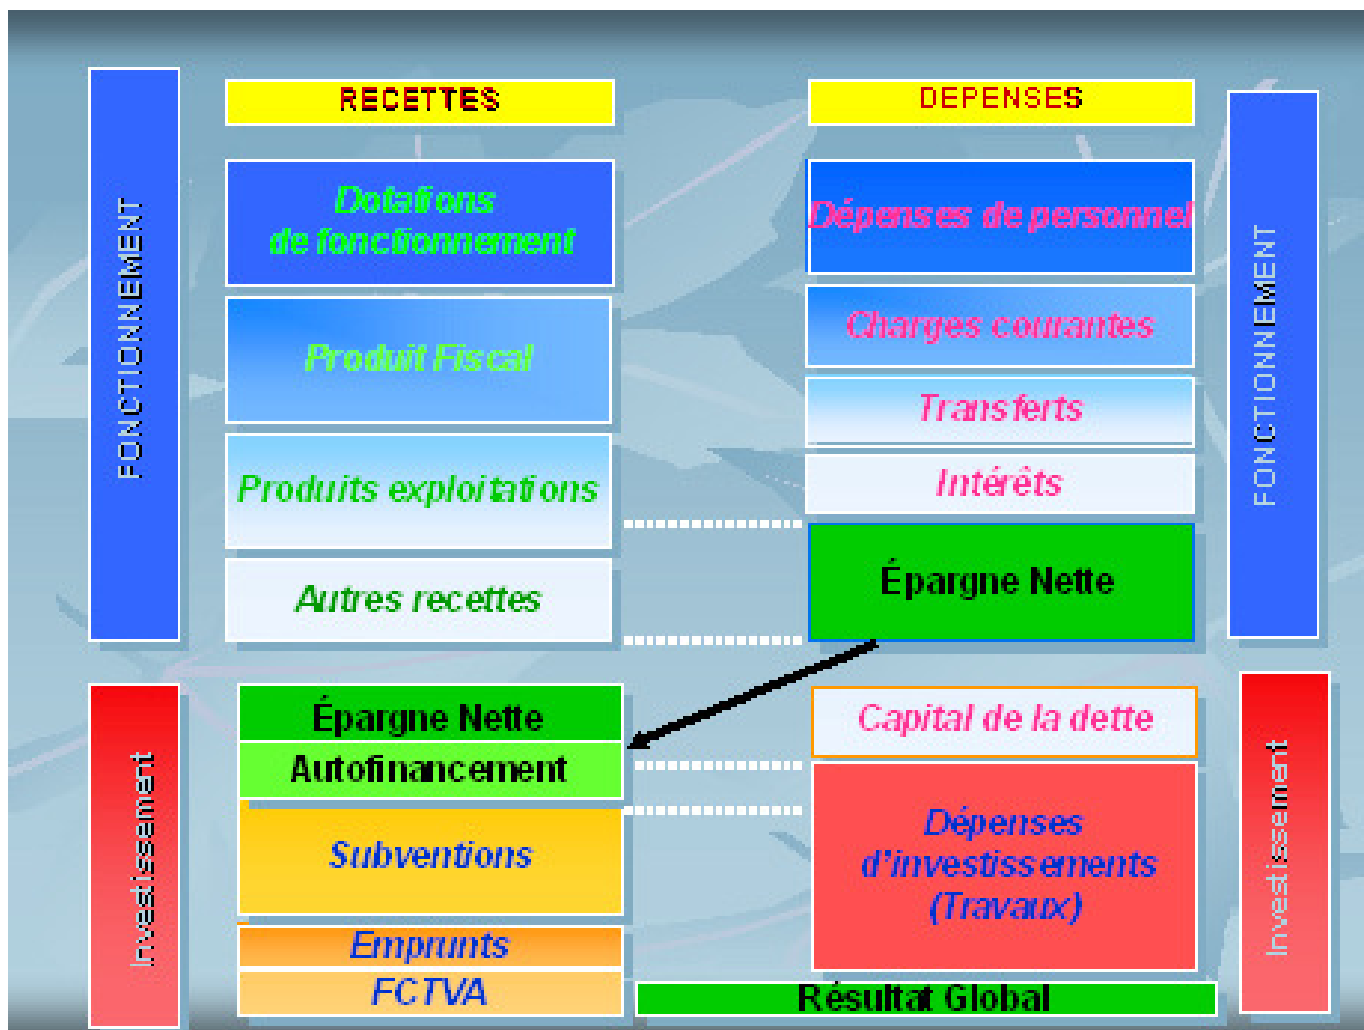 RECETTES
DEPENSES
FONCTIONNEMENT
Dotations
de fonctionnement
Produit Fiscal
Produits exploitations
Autres recettes
Dépenses de personnel
Charges courantes
Transferts
Intérêts
Épargne Nette
FONCTIONNEMENT
Investissement
Épargne Nette
Autofinancement
Subventions
Emprunts
FCTVA
Capital de la dette
Dépenses
d'investissements
(Travaux)
Résultat Global
Investissement